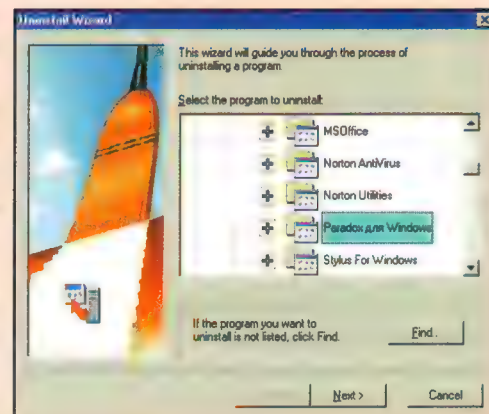 Uninstall Wizard
This wizard will guide you through the process of
uninstalling a program.
Select the program to uninstall:
MSOffice
Norton AntiVirus
Norton Utilities
Paradox для Windows
Stylus For Windows
If the program you want to
uninstall is not listed, click Find.
Find..
Next >
Cancel